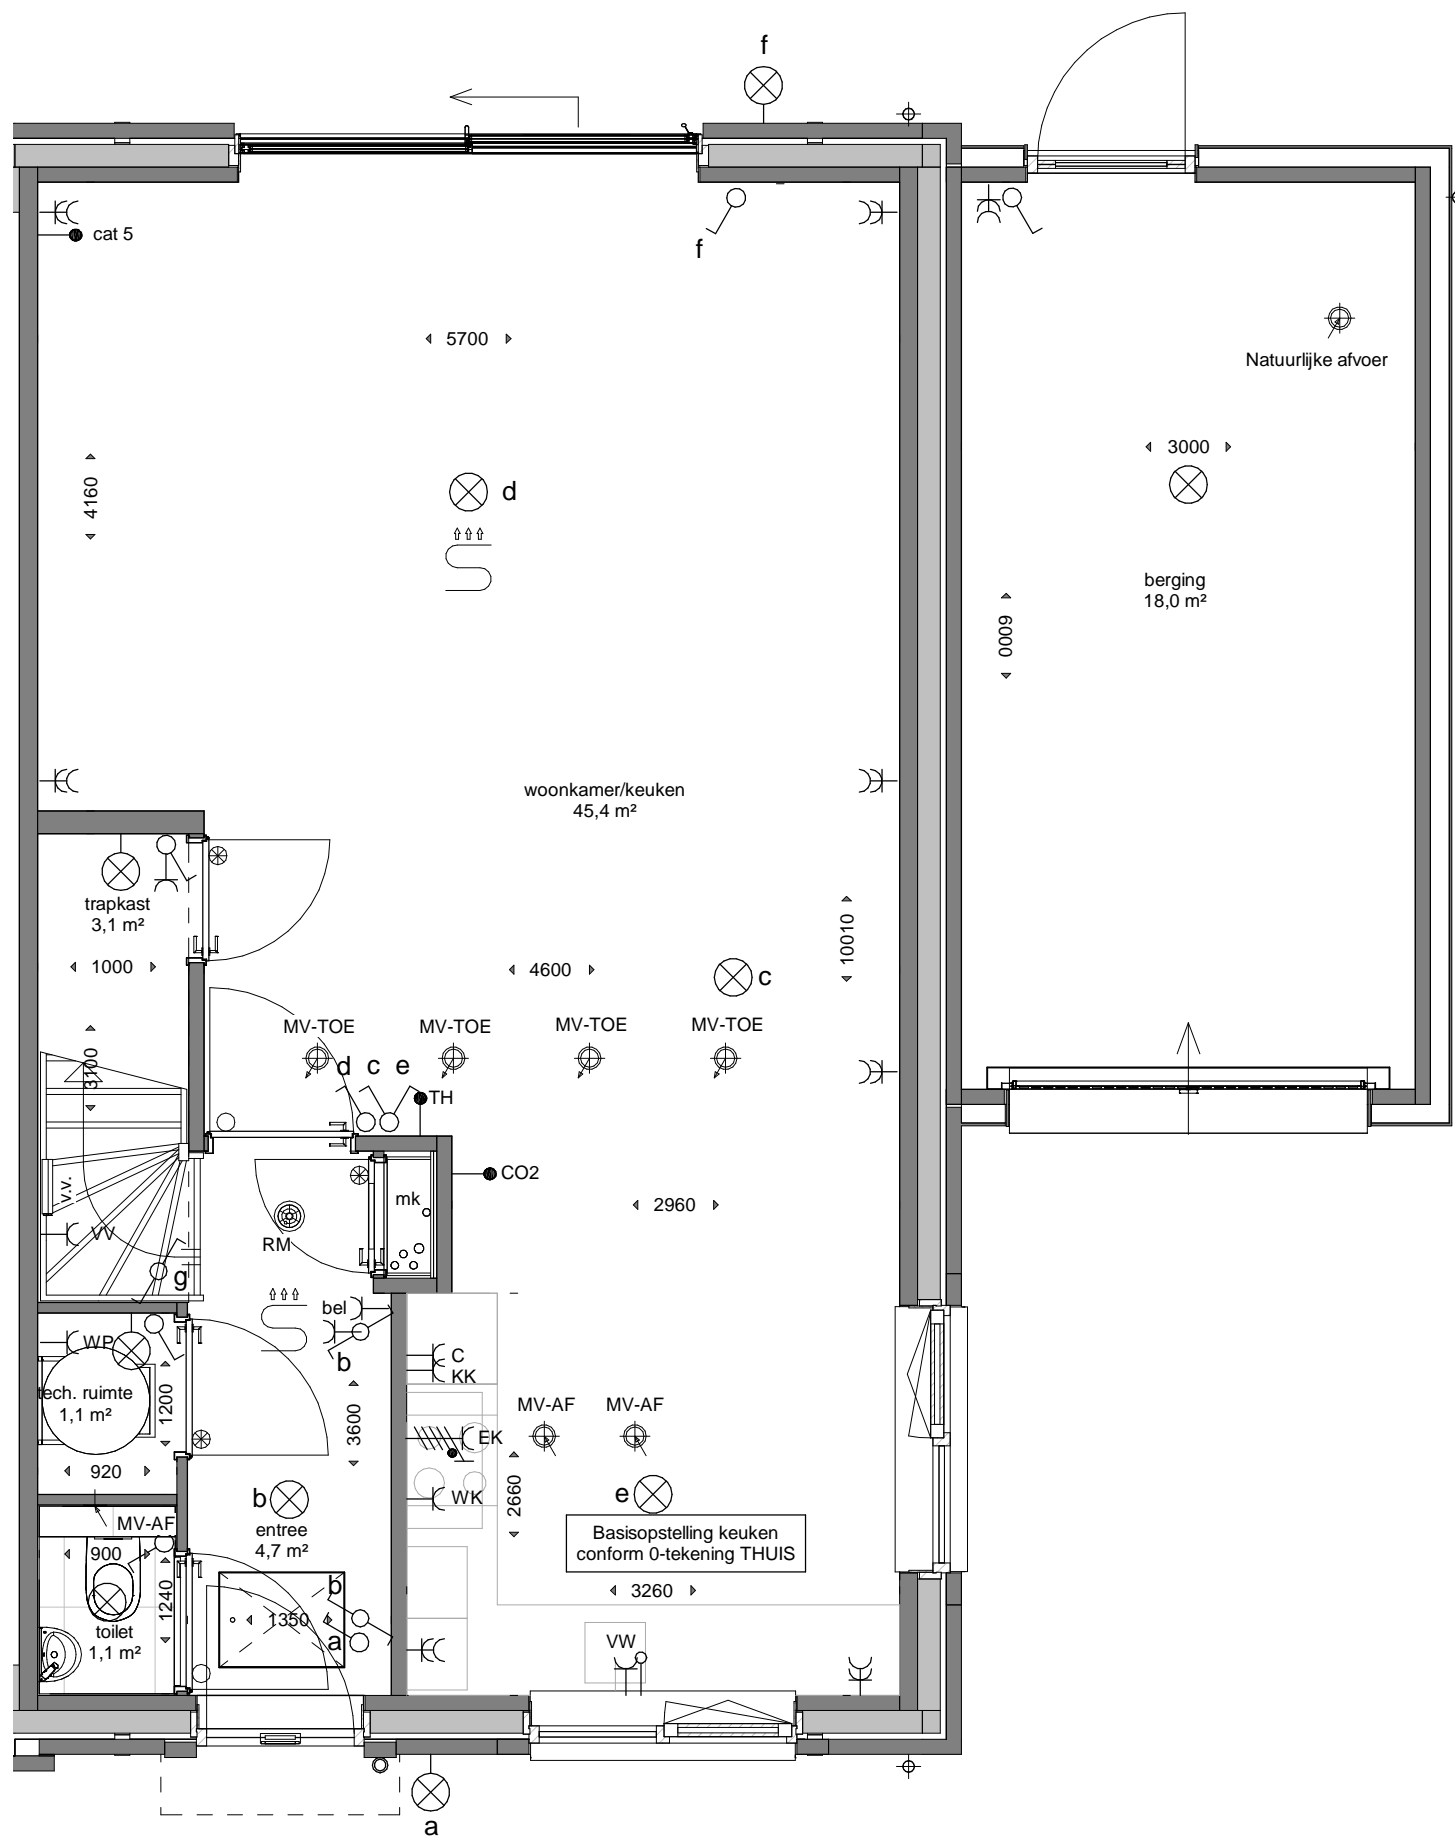 f
cat 5
f
5700
Natuurlijke afvoer
3000
4160
d
berging
18,0 m²
6000
woonkamer/keuken
45,4 m²
trapkast
3,1 m²
1000
4600
10010
c
MV-TOE
MV-TOE
MV-TOE
MV-TOE
3100
d
c
e
TH
CO2
mk
v.v.
2960
VV
RM
g
bel
b
WP
C
KK
tech. ruimte
1,1 m²
1200
3600
MV-AF
MV-AF
EK
920
WK
2660
b
e
MV-AF
entree
4,7 m²
Basisopstelling keuken
conform 0-tekening THUIS
900
1240
b
3260
1350
a
toilet
1,1 m²
VW
a